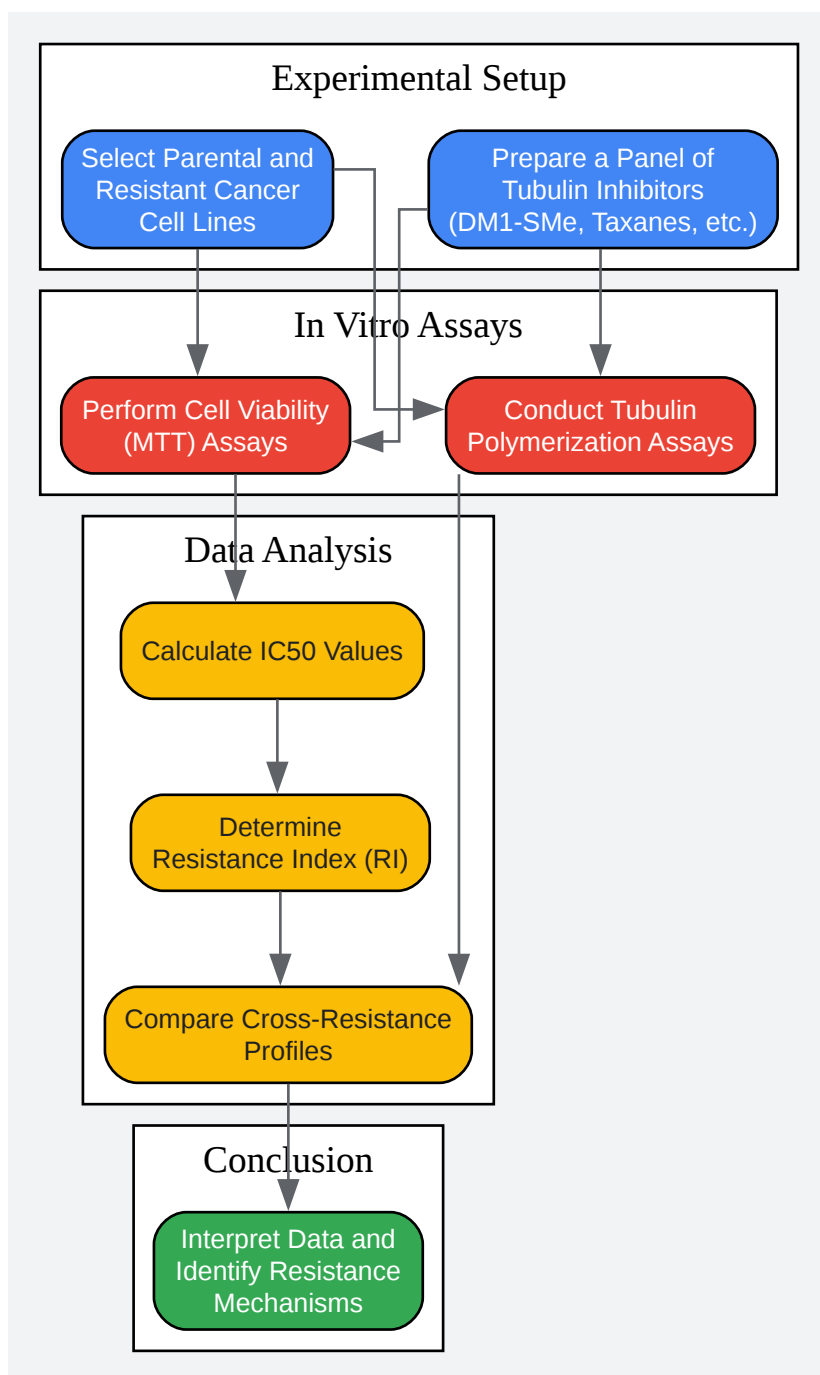 Experimental Setup
Select Parental and
Resistant Cancer
Cell Lines
Prepare a Panel of
Tubulin Inhibitors
(DM1-SMe, Taxanes, etc.)
In Vitro Assays
Perform Cell Viability
(MTT) Assays
Conduct Tubulin
Polymerization Assays
Data Analysis
Calculate IC50 Values
Determine
Resistance Index (RI)
Compare Cross-Resistance
Profiles
Conclusion
Interpret Data and
Identify Resistance
Mechanisms